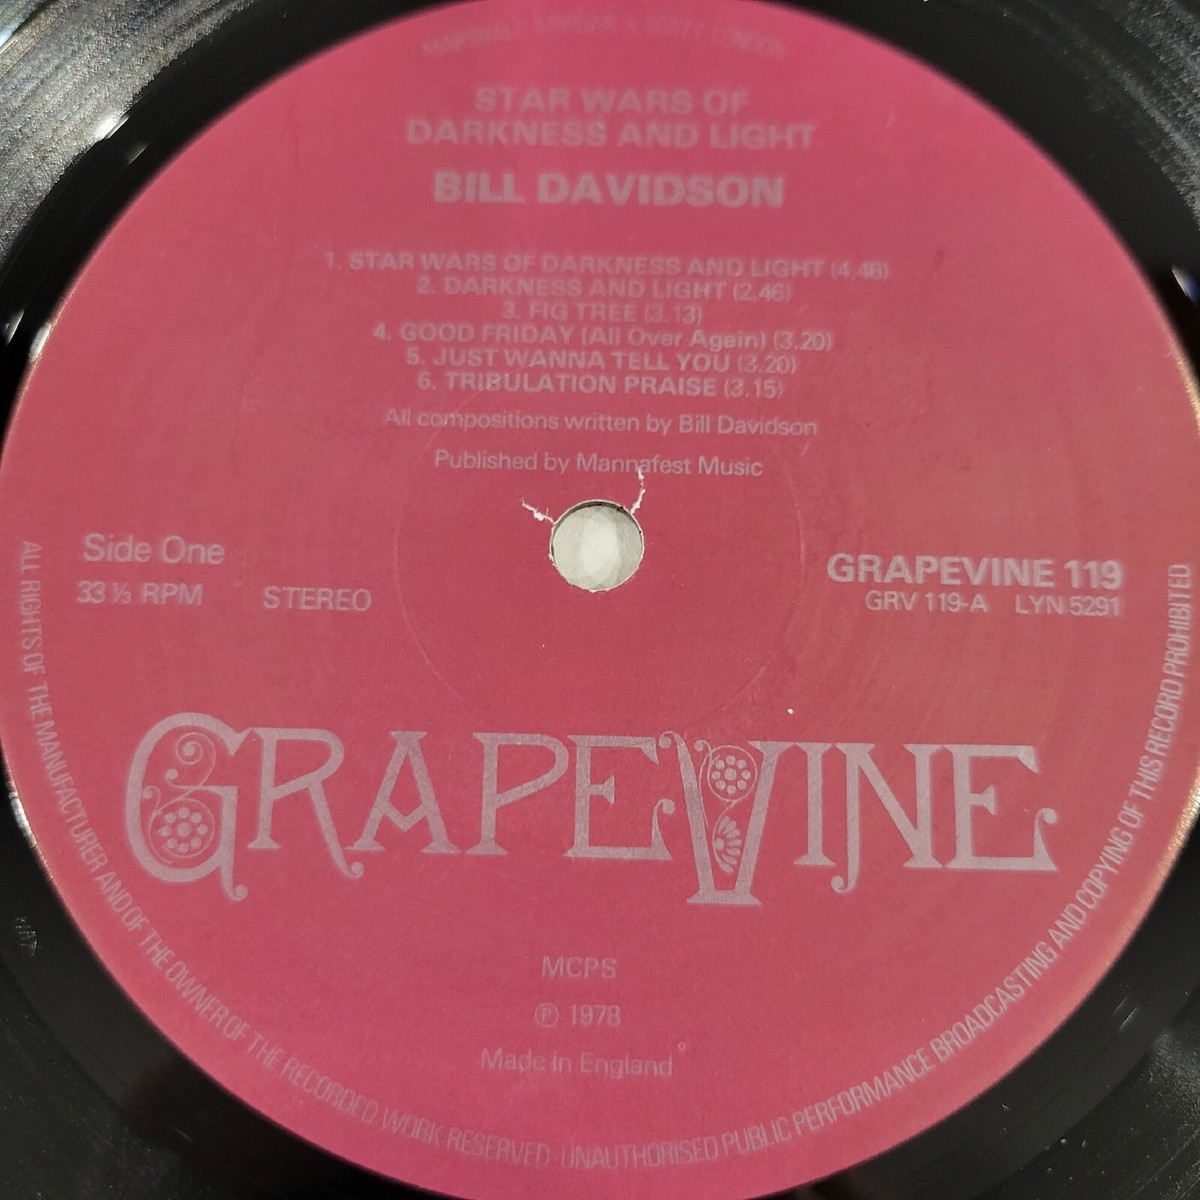 MARSHALL MORGAN & SCOTT LONDON
STAR WARS OF
DARKNESS AND LIGHT
BILL DAVIDSON
1. STAR WARS OF DARKNESS AND LIGHT (4.48)
2. DARKNESS AND LIGHT (2.46)
3. FIG TREE (3.13)
4. GOOD FRIDAY (All Over Again) (3.20)
5. JUST WANNA TELL YOU (3.20)
6. TRIBULATION PRAISE (3.15)
All compositions written by Bill Davidson
Published by Mannafest Music
Side One
33 ⅓ RPM STEREO
GRAPEVINE 119
GRV 119-A LYN 5291
GRAPEVINE
MCPS
Ⓟ 1978
Made in England
ALL RIGHTS OF THE MANUFACTURER AND OF THE OWNER OF THE RECORDED WORK RESERVED. UNAUTHORISED PUBLIC PERFORMANCE BROADCASTING AND COPYING OF THIS RECORD PROHIBITED